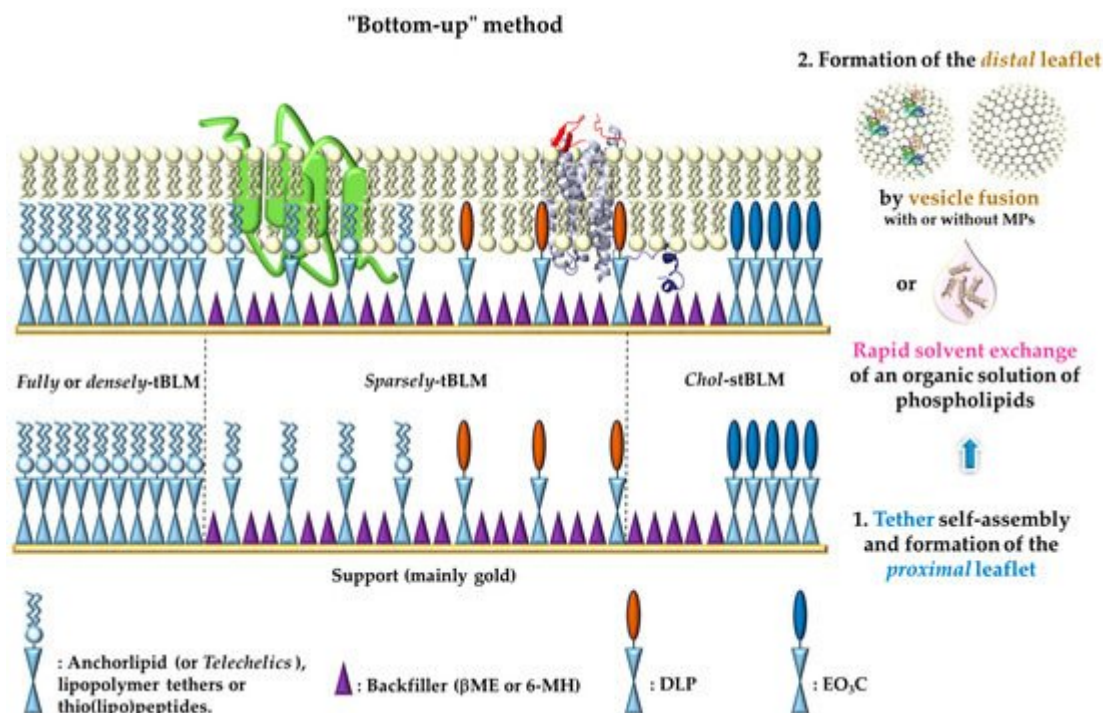 "Bottom-up" method
2. Formation of the distal leaflet
by vesicle fusion
with or without MPs
or
Rapid solvent exchange
of an organic solution of
phospholipids
Fully or densely-tBLM
Sparsely-tBLM
Chol-stBLM
1. Tether self-assembly
and formation of the
proximal leaflet
Support (mainly gold)
: Anchorlipid (or Telechelics),
lipopolymer tethers or
thio(lipo)peptides.
: Backfiller (βME or 6-MH)
: DLP
: EO₃C